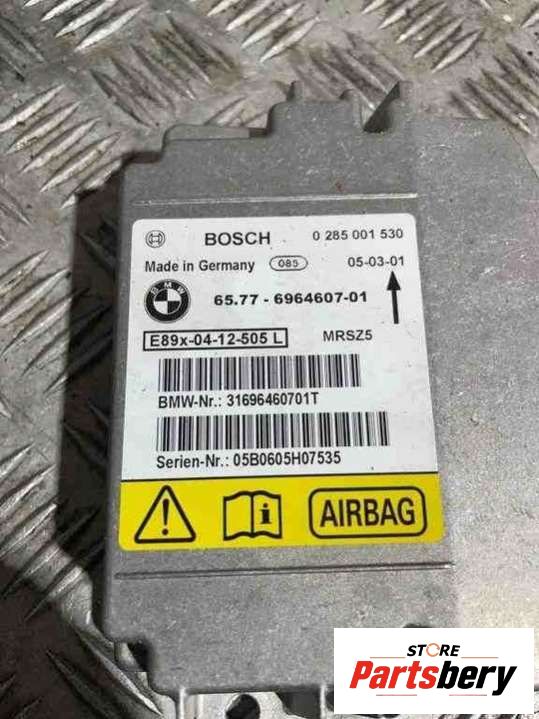 BOSCH 0 285 001 530
Made in Germany 085 05-03-01
BMW 65.77 - 6964607-01
E89x-04-12-505 L MRSZ5
BMW-Nr.: 31696460701T
Serien-Nr.: 05B0605H07535
AIRBAG
STORE
Partsbery